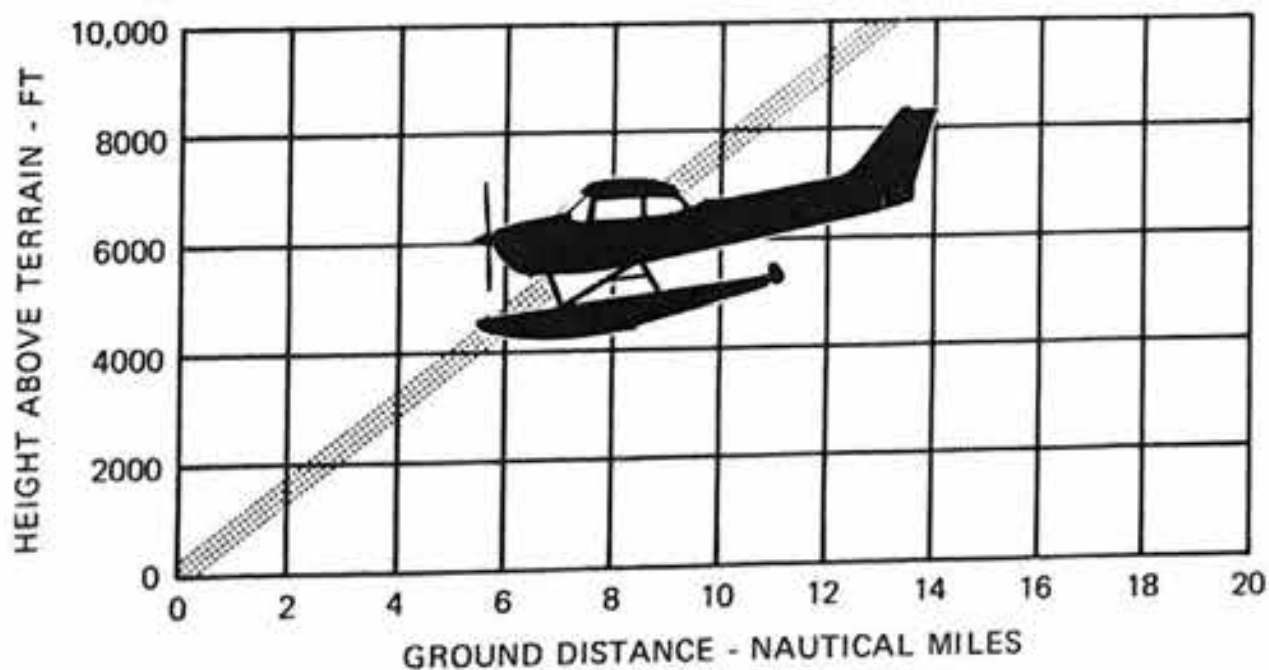 10,000
8000
6000
4000
2000
0
HEIGHT ABOVE TERRAIN - FT
0 2 4 6 8 10 12 14 16 18 20
GROUND DISTANCE - NAUTICAL MILES